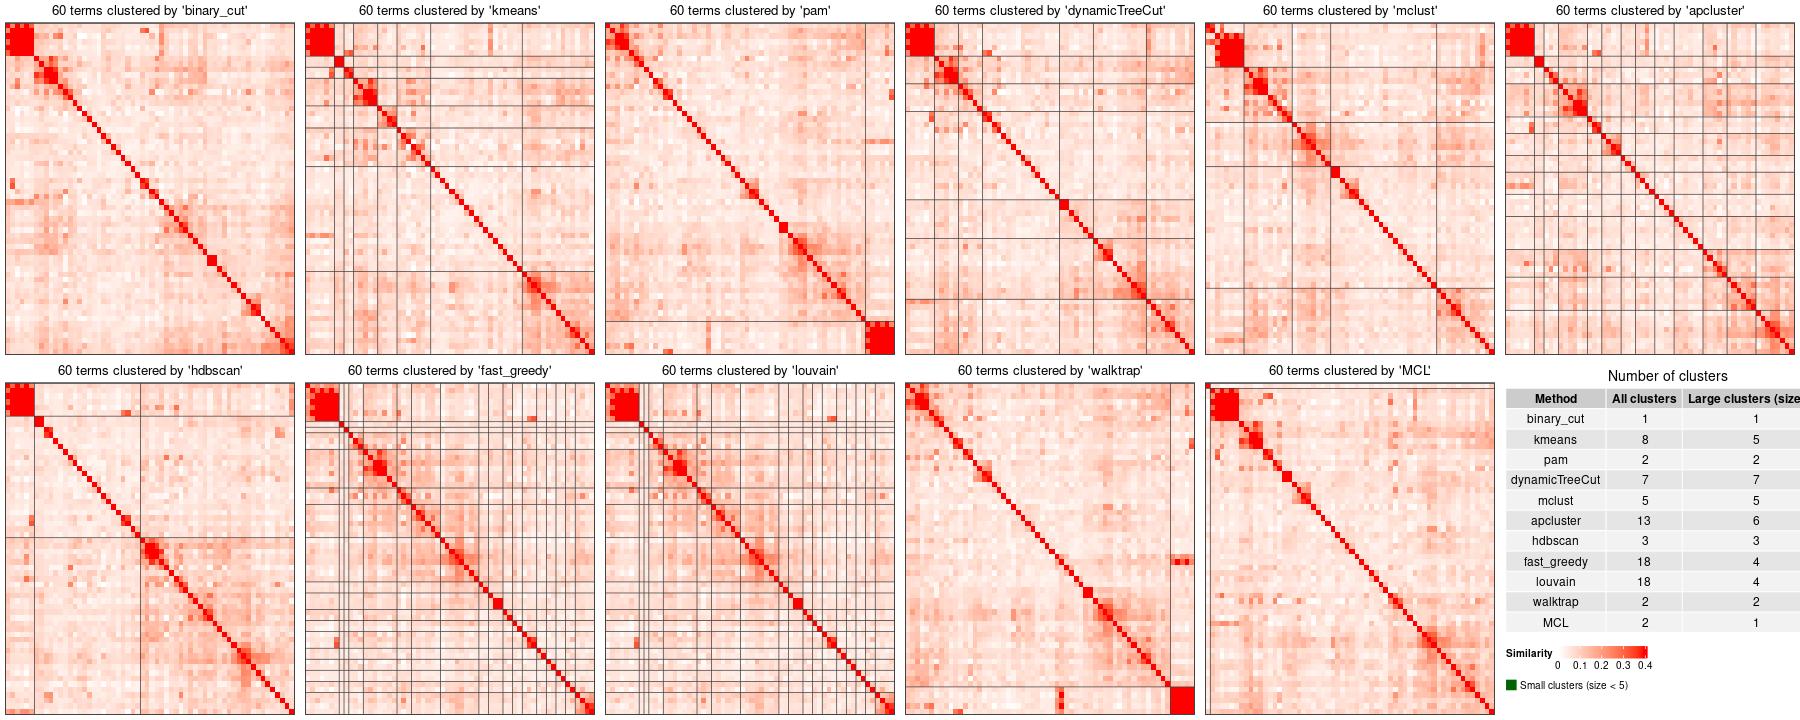 60 terms clustered by 'binary_cut'
60 terms clustered by 'kmeans'
60 terms clustered by 'pam'
60 terms clustered by 'dynamicTreeCut'
60 terms clustered by 'mclust'
60 terms clustered by 'apcluster'
60 terms clustered by 'hdbscan'
60 terms clustered by 'fast_greedy'
60 terms clustered by 'louvain'
60 terms clustered by 'walktrap'
60 terms clustered by 'MCL'
Number of clusters
Method All clusters Large clusters (size
binary_cut 1 1
kmeans 8 5
pam 2 2
dynamicTreeCut 7 7
mclust 5 5
apcluster 13 6
hdbscan 3 3
fast_greedy 18 4
louvain 18 4
walktrap 2 2
MCL 2 1
Similarity
0 0.1 0.2 0.3 0.4
Small clusters (size < 5)